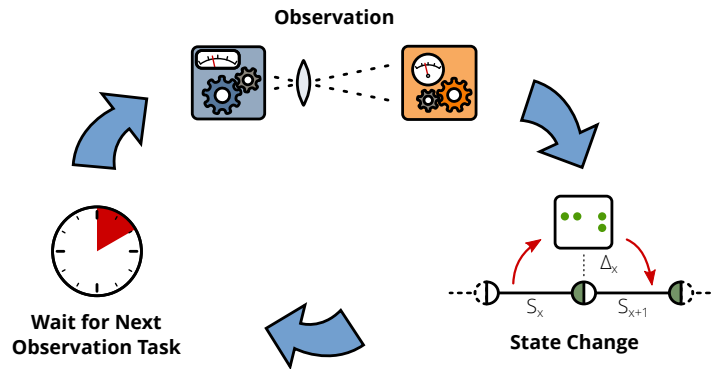 Observation
Δx
Sx
Sx+1
State Change
Wait for Next
Observation Task